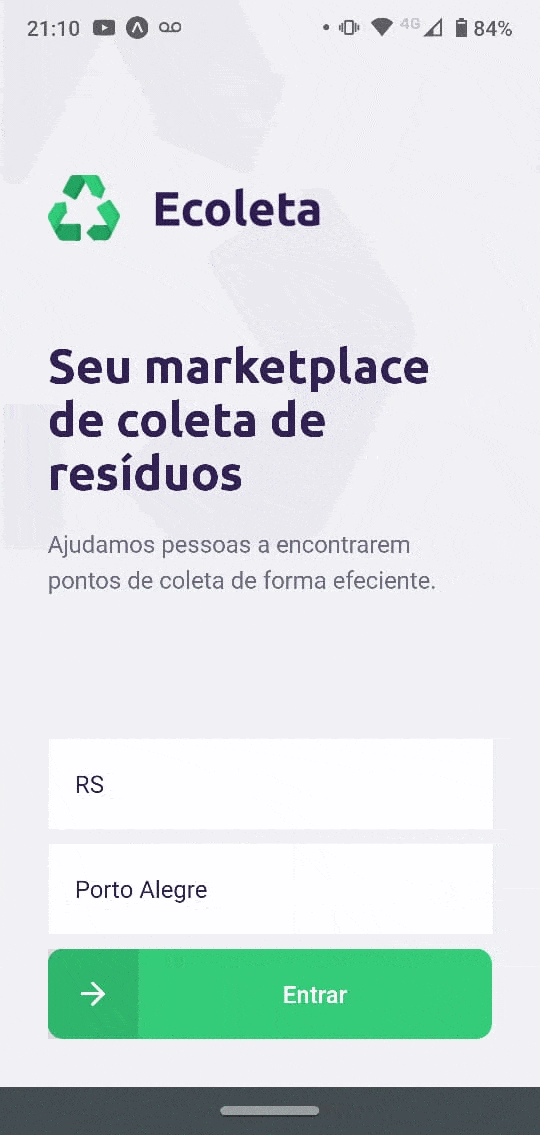 21:10 4G 84%
Ecoleta
Seu marketplace
de coleta de
resíduos
Ajudamos pessoas a encontrarem
pontos de coleta de forma efeciente.
RS
Porto Alegre
Entrar